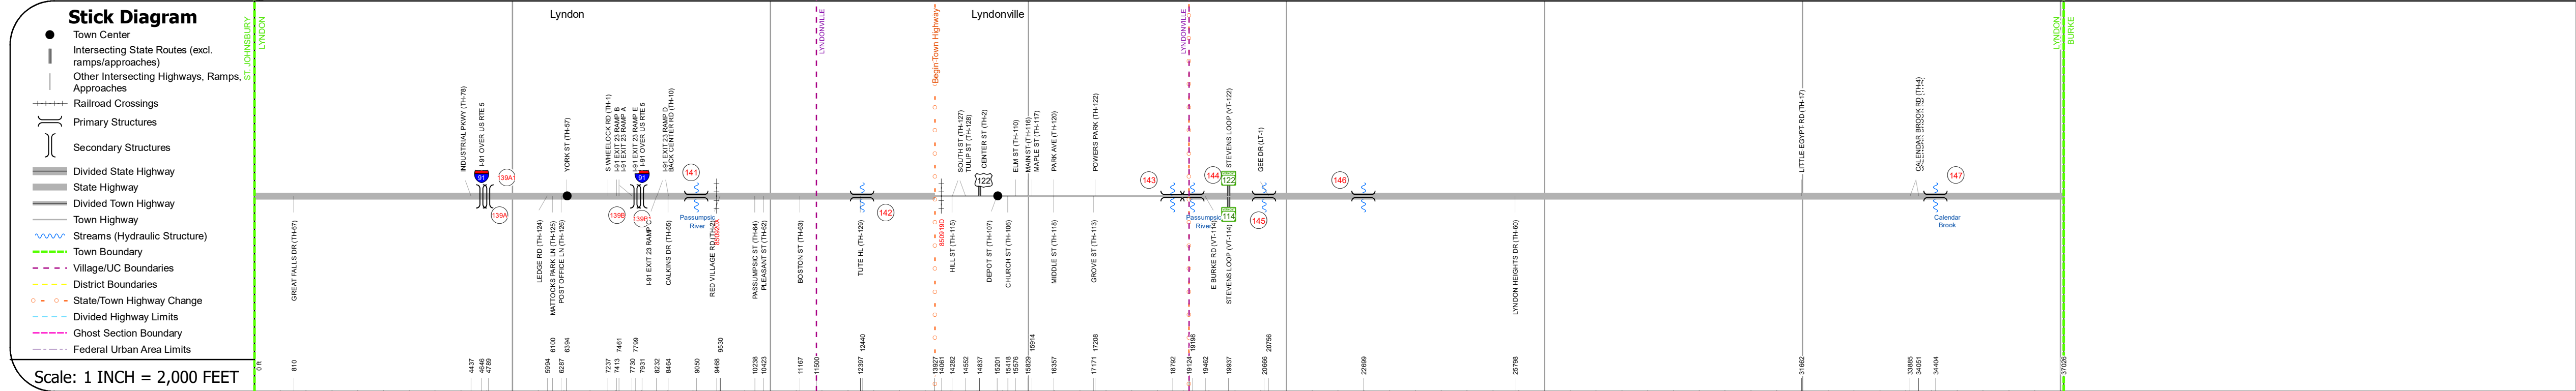 Stick Diagram
Town Center
Intersecting State Routes (excl.
ramps/approaches)
Other Intersecting Highways, Ramps,
Approaches
Railroad Crossings
Primary Structures
Secondary Structures
Divided State Highway
State Highway
Divided Town Highway
Town Highway
Streams (Hydraulic Structure)
Town Boundary
Village/UC Boundaries
District Boundaries
State/Town Highway Change
Divided Highway Limits
Ghost Section Boundary
Federal Urban Area Limits
Scale: 1 INCH = 2,000 FEET
ST. JOHNSBURY
LYNDON
Lyndon
LYNDONVILLE
Begin Town Highway
Lyndonville
LYNDONVILLE
LYNDON
BURKE
INDUSTRIAL PKWY (TH-78)
I-91 OVER US RTE 5
YORK ST (TH-57)
S WHEELOCK RD (TH-1)
I-91 EXIT 23 RAMP B
I-91 EXIT 23 RAMP A
I-91 EXIT 23 RAMP E
I-91 OVER US RTE 5
I-91 EXIT 23 RAMP D
BACK CENTER RD (TH-10)
SOUTH ST (TH-127)
TULIP ST (TH-128)
CENTER ST (TH-2)
ELM ST (TH-110)
MAIN ST (TH-116)
MAPLE ST (TH-117)
PARK AVE (TH-120)
POWERS PARK (TH-122)
STEVENS LOOP (VT-122)
GEE DR (LT-1)
LITTLE EGYPT RD (TH-17)
CALENDAR BROOK RD (TH-4)
91
139A1
91
141
122
143
144
122
146
147
139A
139B
142
114
145
Passumpsic
River
Passumpsic
River
Calendar
Brook
850919D
GREAT FALLS DR (TH-67)
LEDGE RD (TH-124)
MATTOCKS PARK LN (TH-125)
POST OFFICE LN (TH-126)
I-91 EXIT 23 RAMP C
CALKINS DR (TH-65)
PASSUMPSIC ST (TH-64)
PLEASANT ST (TH-62)
BOSTON ST (TH-63)
TUTE HL (TH-129)
HILL ST (TH-115)
DEPOT ST (TH-107)
CHURCH ST (TH-106)
MIDDLE ST (TH-118)
GROVE ST (TH-113)
E BURKE RD (VT-114)
STEVENS LOOP (VT-114)
LYNDON HEIGHTS DR (TH-60)
0 ft
810
4437
4646
4789
5994
6100
6287
6394
7237
7413
7461
7730
7799
7931
8232
8464
9050
9468
9530
10238
10423
11167
11500
12397
12440
13927
14061
14282
14552
14837
15201
15418
15576
15829
15914
16357
17171
17208
18792
19124
19198
19462
19937
20666
20756
22099
25798
31662
33885
34051
34404
37026